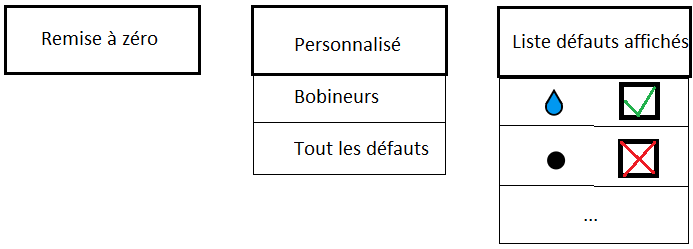 Remise à zéro
Personnalisé
Bobineurs
Tout les défauts
Liste défauts affichés
...